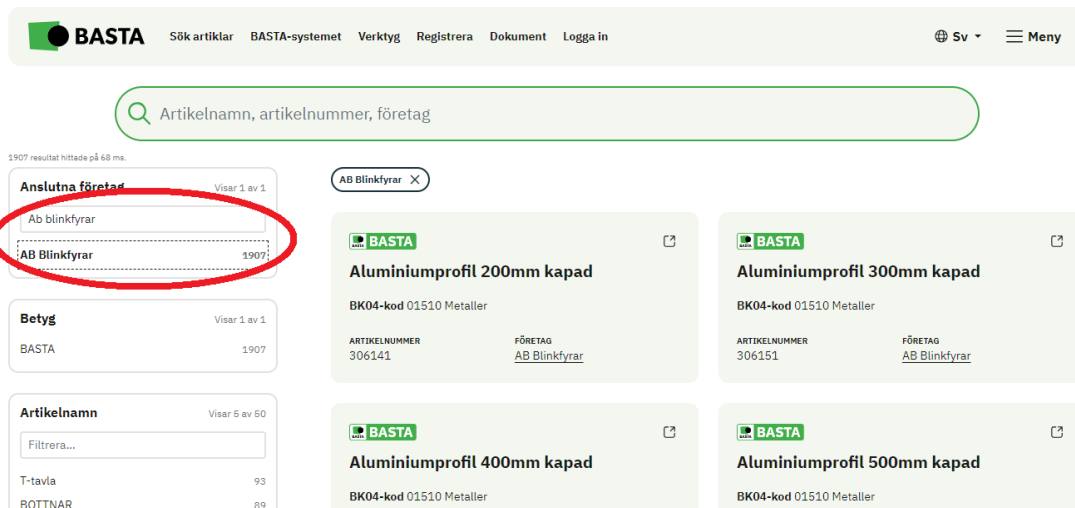 BASTA Sök artiklar BASTA-systemet Verktyg Registrera Dokument Logga in Sv Meny
Artikelnamn, artikelnummer, företag
1907 resultat hittade på 68 ms.
Anslutna företag Visar 1 av 1
Ab blinkfyrar
AB Blinkfyrar 1907
Betyg Visar 1 av 1
BASTA 1907
Artikelnamn Visar 5 av 50
Filtrera...
T-tavla 93
BOTTNAR 89
AB Blinkfyrar
BASTA
Aluminiumprofil 200mm kapad
BK04-kod 01510 Metaller
ARTIKELNUMMER FÖRETAG
306141 AB Blinkfyrar
BASTA
Aluminiumprofil 300mm kapad
BK04-kod 01510 Metaller
ARTIKELNUMMER FÖRETAG
306151 AB Blinkfyrar
BASTA
Aluminiumprofil 400mm kapad
BK04-kod 01510 Metaller
BASTA
Aluminiumprofil 500mm kapad
BK04-kod 01510 Metaller